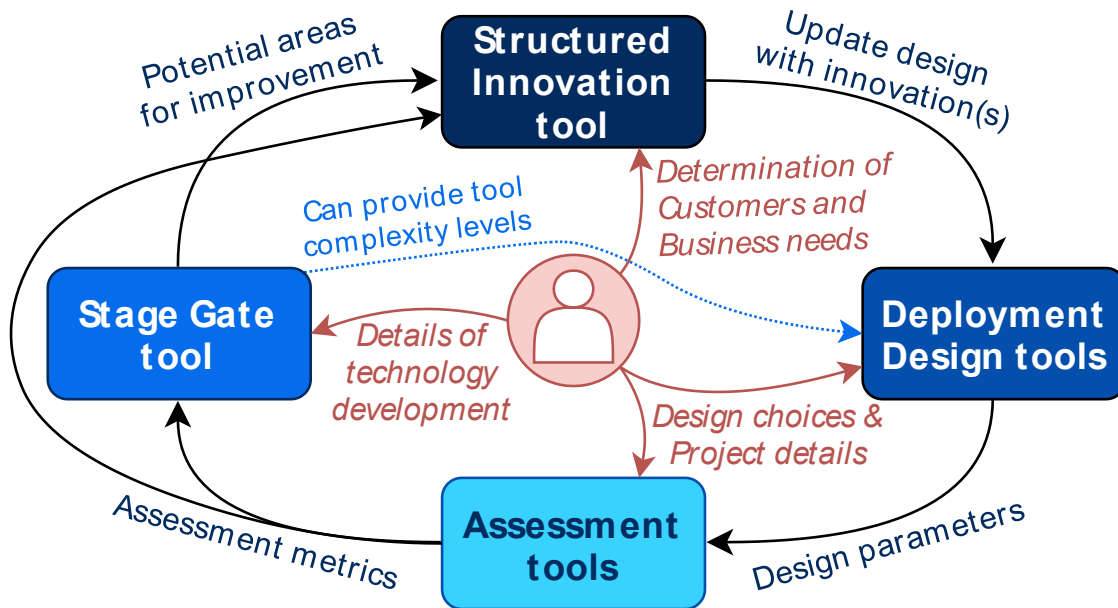 Potential areas
for improvement
Structured
Innovation
tool
Update design
with innovation(s)
Can provide tool
complexity levels
Determination of
Customers and
Business needs
Stage Gate
tool
Details of
technology
development
Deployment
Design tools
Design choices &
Project details
Assessment metrics
Assessment
tools
Design parameters